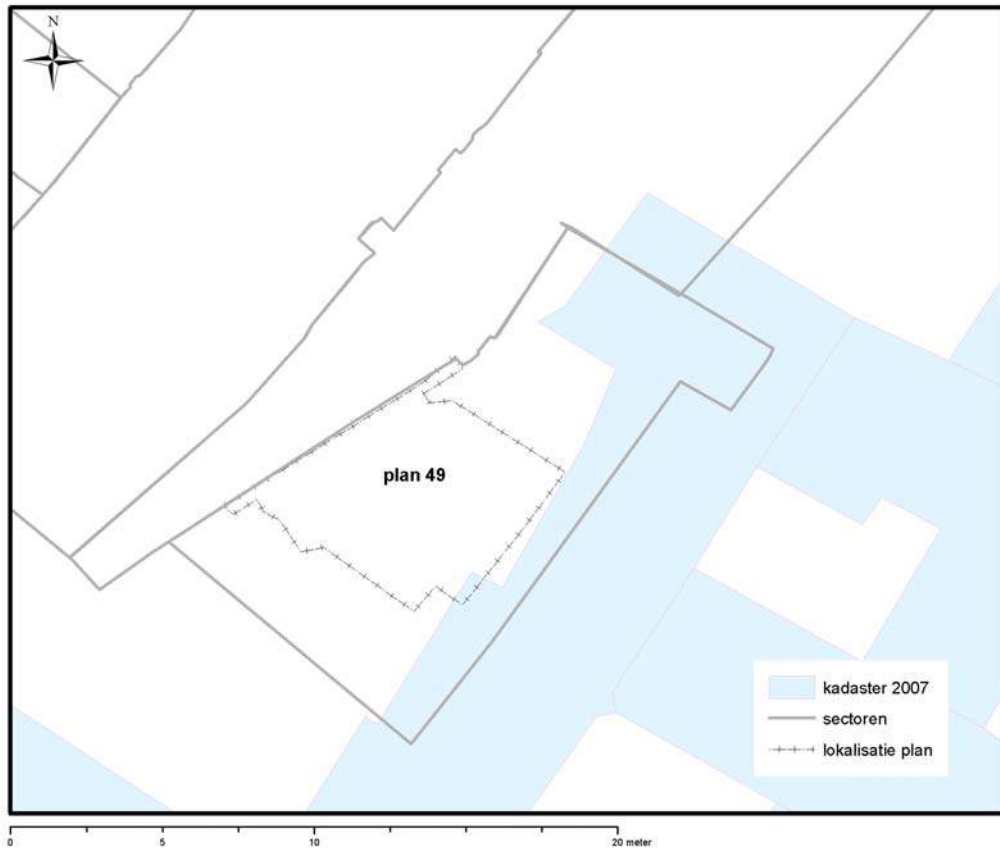 N
plan 49
kadaster 2007
sectoren
lokalisatie plan
0 5 10 20 meter